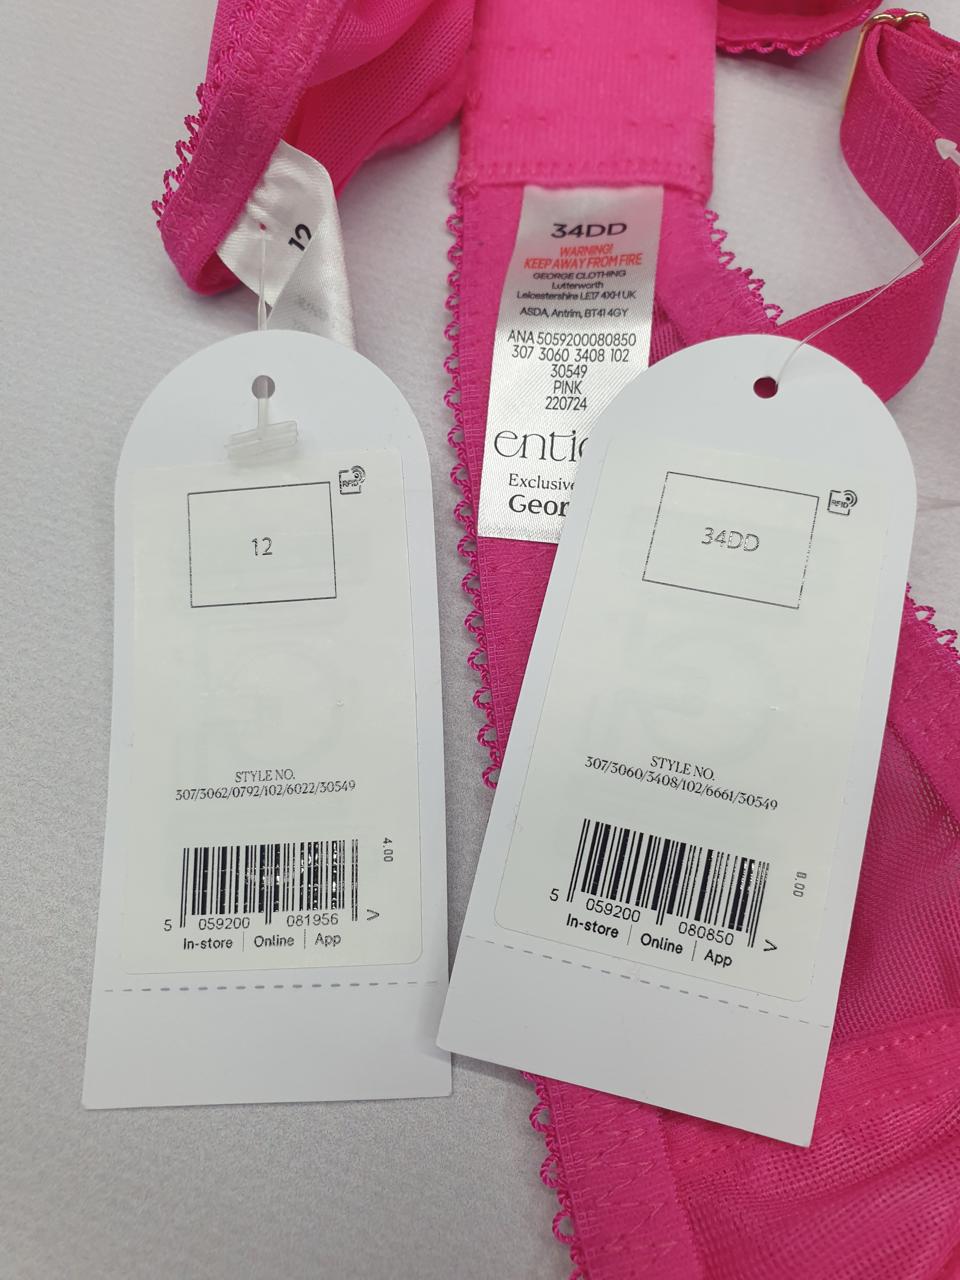 12
34DD
WARNING!
KEEP AWAY FROM FIRE
GEORGE CLOTHING
Lutterworth
Leicestershire LE17 4XH UK
ASDA, Antrim, BT41 4GY
ANA 5059200080850
307 3060 3408 102
30549
PINK
220724
entic
Exclusive
Geor
RFID
12
STYLE NO.
307/3062/0792/102/6022/30549
4.00
5 059200 081956 >
In-store | Online | App
RFID
34DD
STYLE NO.
307/3060/3408/102/6661/30549
8.00
5 059200 080850 >
In-store | Online | App